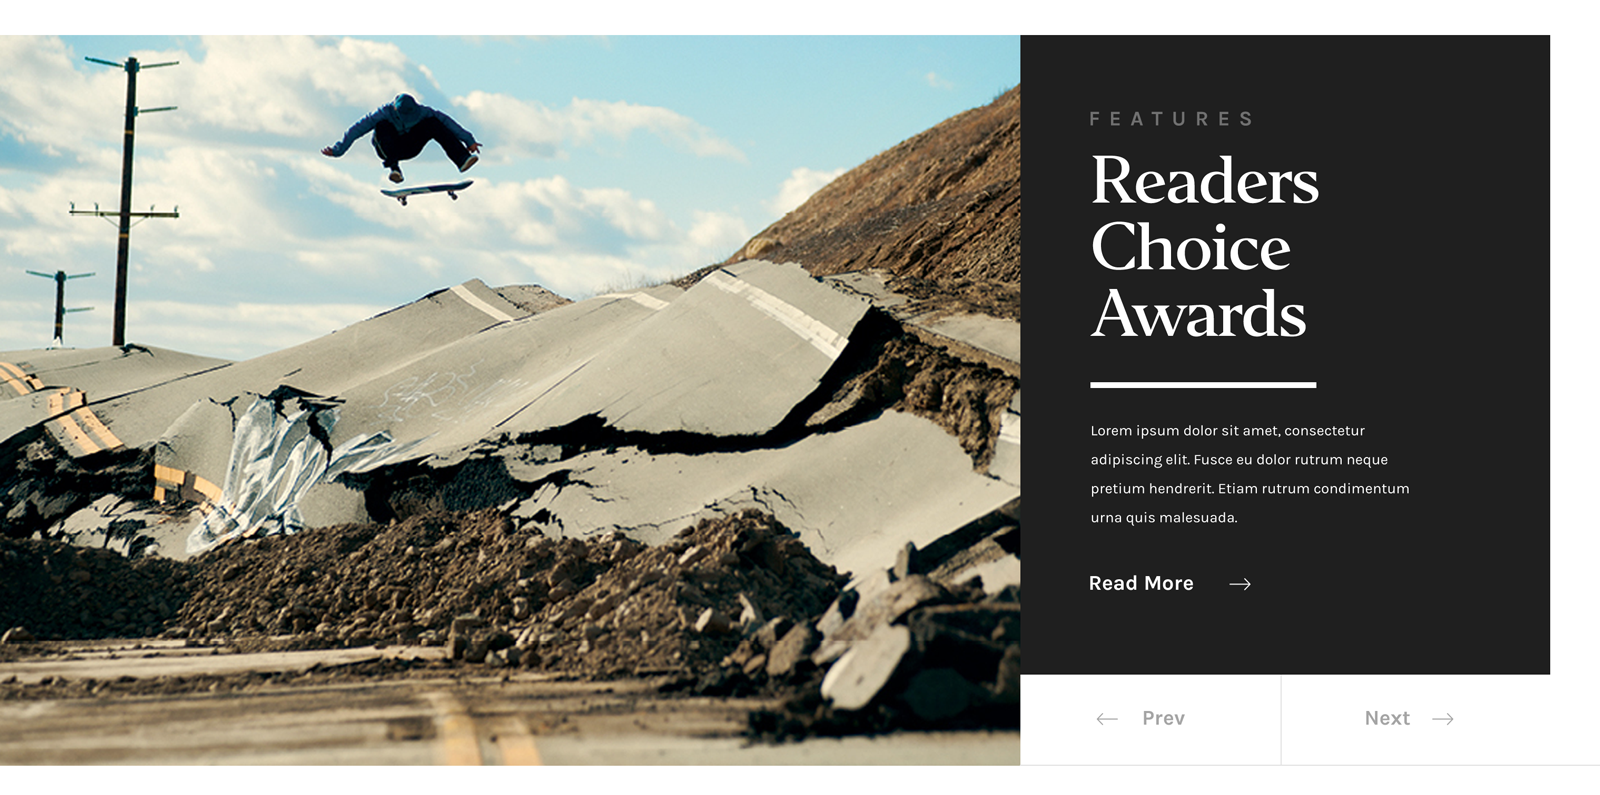 FEATURES
Readers
Choice
Awards
Lorem ipsum dolor sit amet, consectetur
adipiscing elit. Fusce eu dolor rutrum neque
pretium hendrerit. Etiam rutrum condimentum
urna quis malesuada.
Read More
Prev
Next